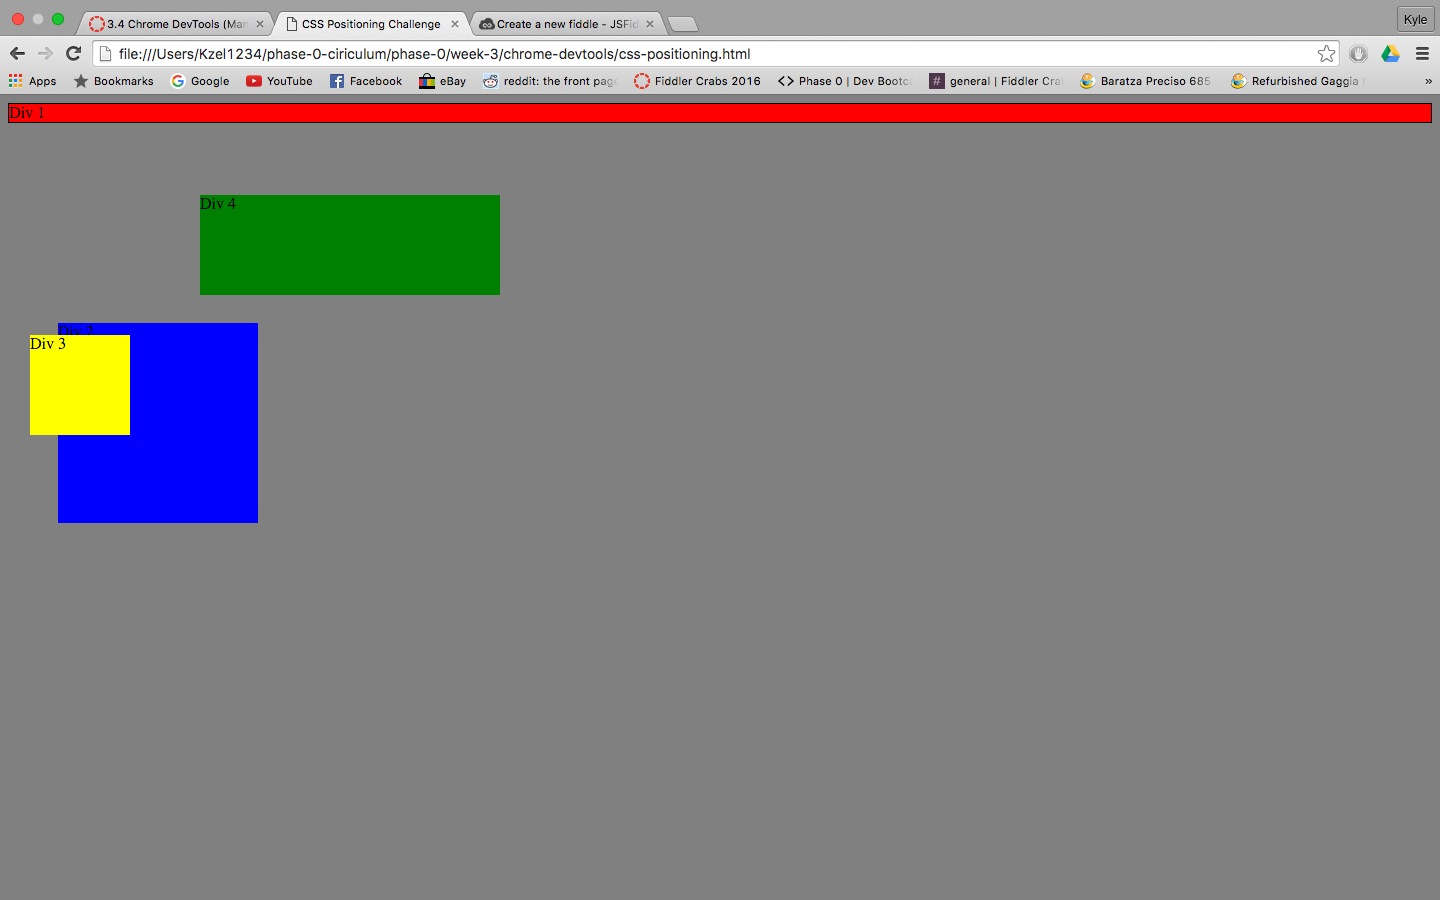 3.4 Chrome DevTools (Man
CSS Positioning Challenge
Create a new fiddle - JSFid
Kyle
file:///Users/Kzel1234/phase-0-ciriculum/phase-0/week-3/chrome-devtools/css-positioning.html
Apps Bookmarks Google YouTube Facebook eBay reddit: the front page Fiddler Crabs 2016 Phase 0 | Dev Bootca general | Fiddler Cra Baratza Preciso 685 Refurbished Gaggia »
Div 1
Div 4
Div 2
Div 3